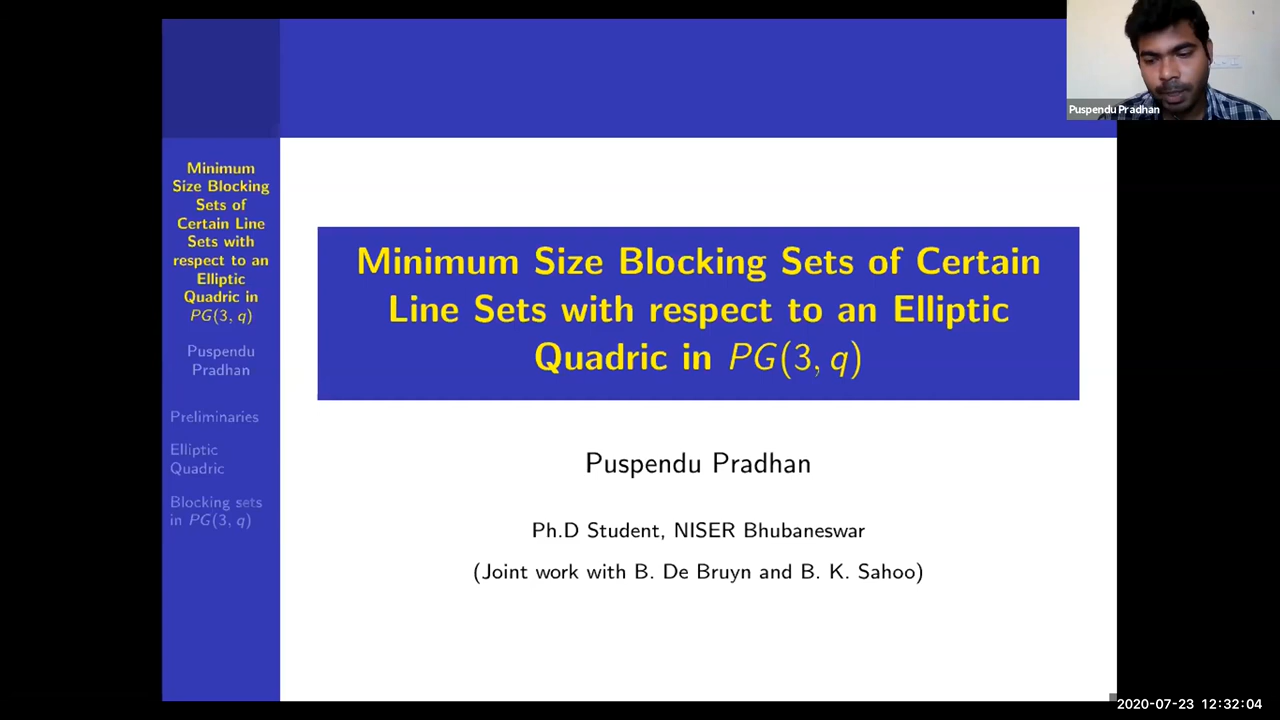 Minimum
Size Blocking
Sets of
Certain Line
Sets with
respect to an
Elliptic
Quadric in
PG(3, q)
Puspendu
Pradhan
Preliminaries
Elliptic
Quadric
Blocking sets
in PG(3, q)
Minimum Size Blocking Sets of Certain
Line Sets with respect to an Elliptic
Quadric in PG(3, q)
Puspendu Pradhan
Ph.D Student, NISER Bhubaneswar
(Joint work with B. De Bruyn and B. K. Sahoo)
Puspendu Pradhan
2020-07-23 12:32:04